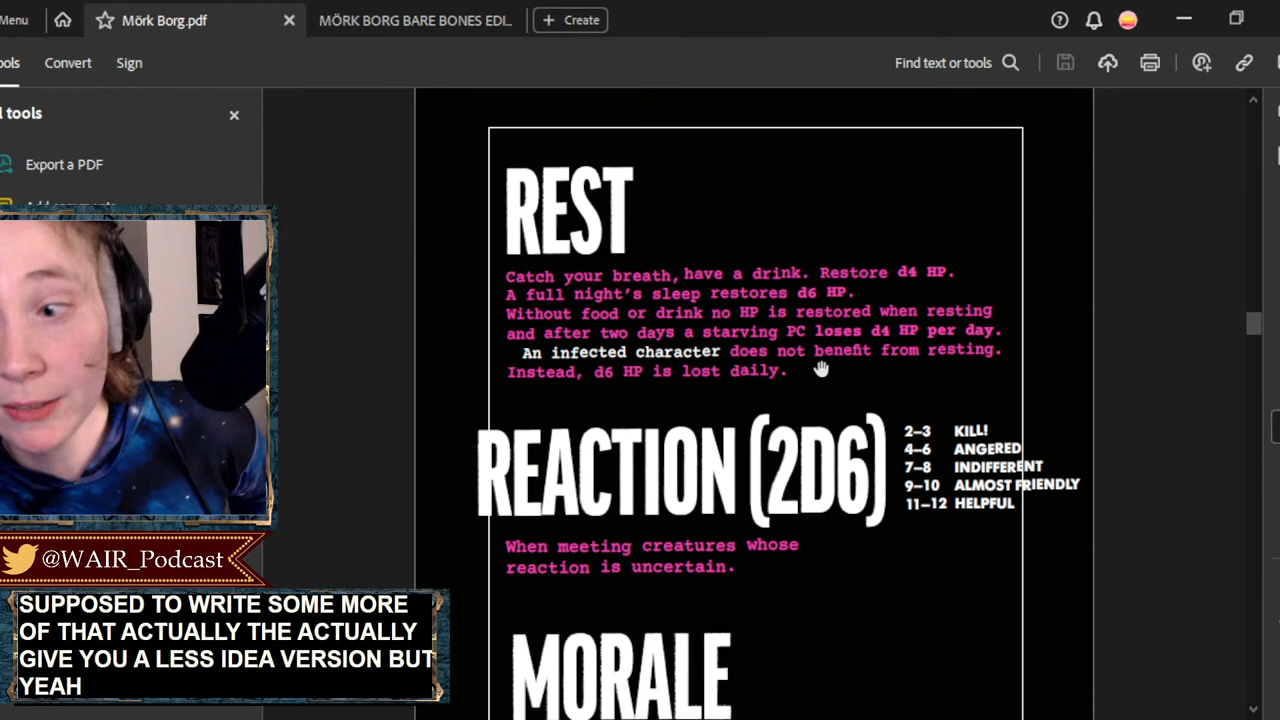 Menu
Mörk Borg.pdf
MÖRK BORG BARE BONES EDI...
Create
ols
Convert
Sign
Find text or tools
l tools
Export a PDF
REST
Catch your breath, have a drink. Restore d4 HP.
A full night's sleep restores d6 HP.
Without food or drink no HP is restored when resting
and after two days a starving PC loses d4 HP per day.
An infected character does not benefit from resting.
Instead, d6 HP is lost daily.
REACTION (2D6)
2–3 KILL!
4–6 ANGERED
7–8 INDIFFERENT
9–10 ALMOST FRIENDLY
11–12 HELPFUL
When meeting creatures whose
reaction is uncertain.
MORALE
@WAIR_Podcast
SUPPOSED TO WRITE SOME MORE
OF THAT ACTUALLY THE ACTUALLY
GIVE YOU A LESS IDEA VERSION BUT
YEAH